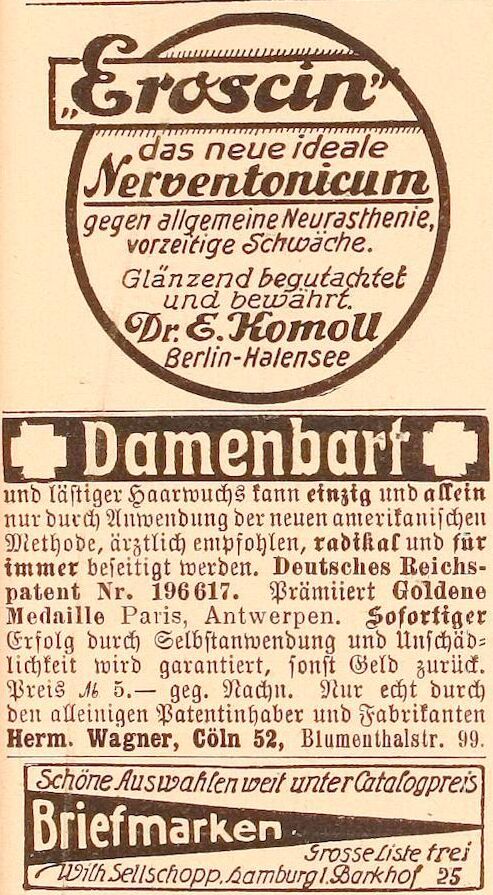 „Eroscin"
das neue ideale
Nerventonicum
gegen allgemeine Neurasthenie,
vorzeitige Schwäche.
Glänzend begutachtet
und bewährt.
Dr. E. Komoll
Berlin-Halensee
Damenbart
und lästiger Haarwuchs kann einzig und allein
nur durch Anwendung der neuen amerikanischen
Methode, ärztlich empfohlen, radikal und für
immer beseitigt werden. Deutsches Reichs-
patent Nr. 196617. Prämiiert Goldene
Medaille Paris, Antwerpen. Sofortiger
Erfolg durch Selbstanwendung und Unschäd-
lichkeit wird garantiert, sonst Geld zurück.
Preis ℳ 5.— geg. Nachn. Nur echt durch
den alleinigen Patentinhaber und Fabrikanten
Herm. Wagner, Cöln 52, Blumenthalstr. 99.
Schöne Auswahlen weit unter Catalogpreis
Briefmarken.
Grosse Liste frei
Wilh Sellschopp. Hamburg 1. Barkhof 25